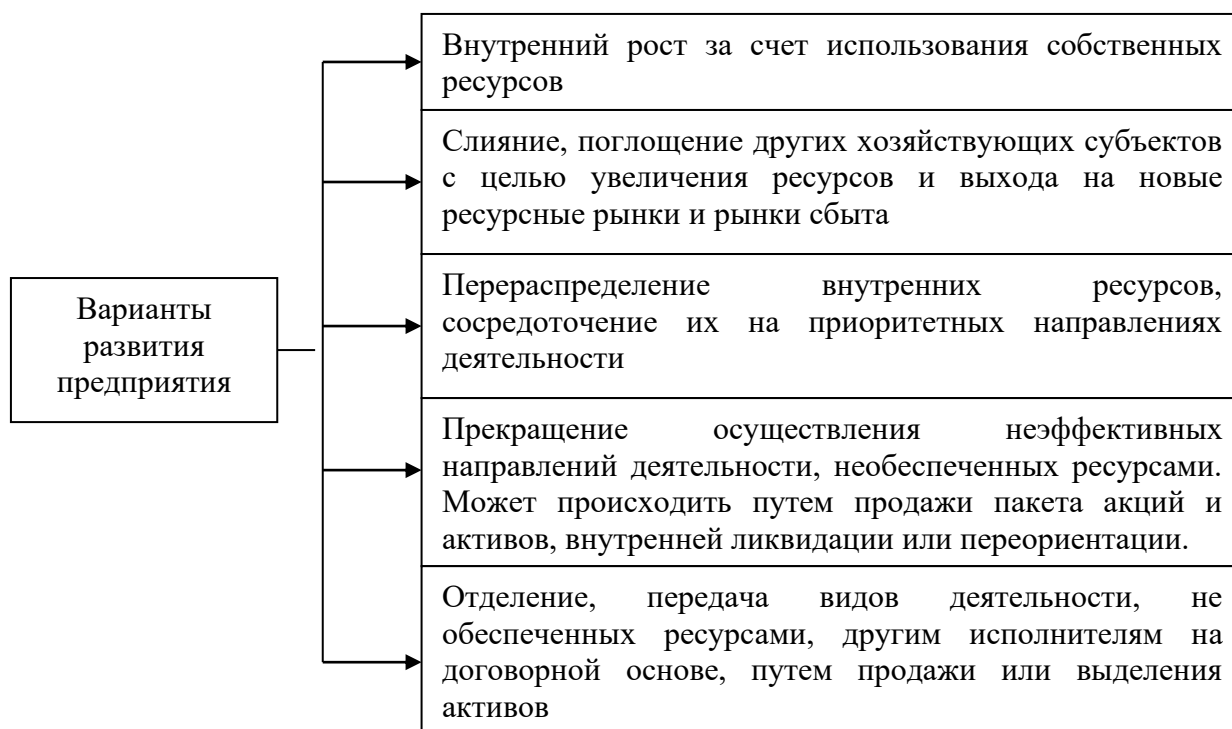 Внутренний рост за счет использования собственных
ресурсов
Слияние, поглощение других хозяйствующих субъектов
с целью увеличения ресурсов и выхода на новые
ресурсные рынки и рынки сбыта
Варианты
развития
предприятия
Перераспределение внутренних ресурсов,
сосредоточение их на приоритетных направлениях
деятельности
Прекращение осуществления неэффективных
направлений деятельности, необеспеченных ресурсами.
Может происходить путем продажи пакета акций и
активов, внутренней ликвидации или переориентации.
Отделение, передача видов деятельности, не
обеспеченных ресурсами, другим исполнителям на
договорной основе, путем продажи или выделения
активов